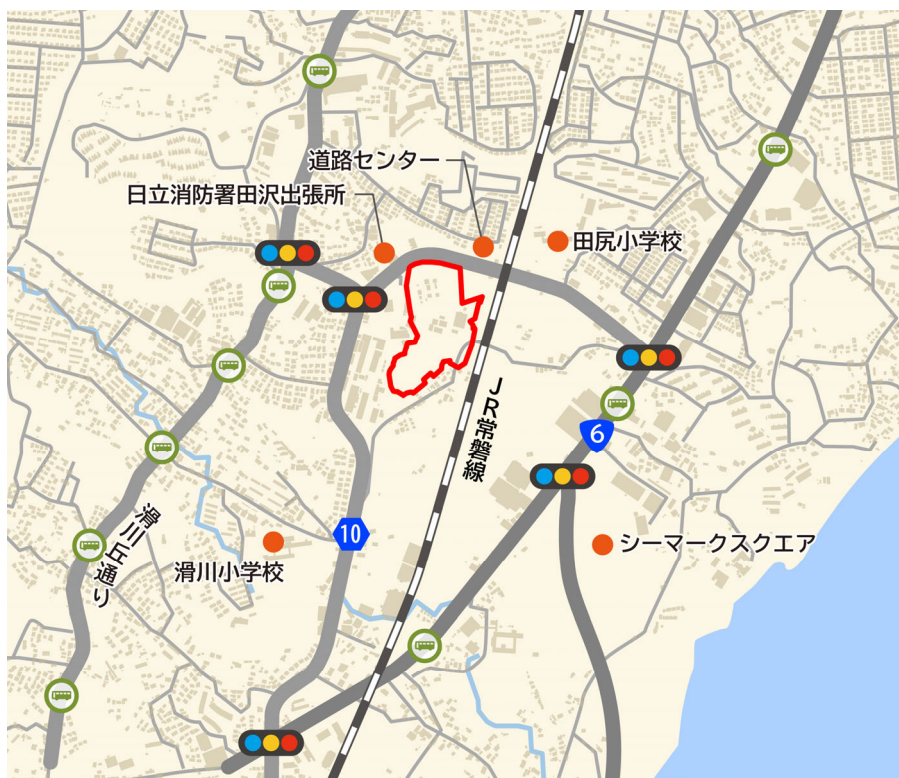 道路センター
日立消防署田沢出張所
田尻小学校
JR常磐線
6
10
シーマークスクエア
滑川丘通り
滑川小学校